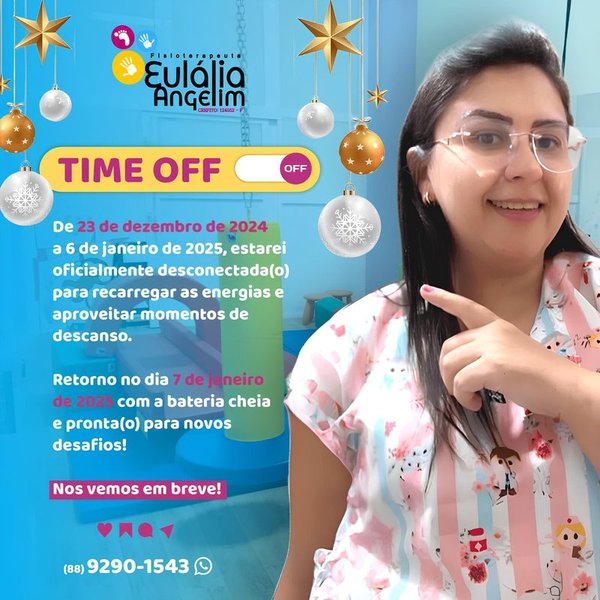 Fisioterapeuta
Eulália
Angelim
TIME OFF
OFF
De 23 de dezembro de 2024
a 6 de janeiro de 2025, estarei
oficialmente desconectada(o)
para recarregar as energias e
aproveitar momentos de
descanso.
Retorno no dia 7 de janeiro
de 2025 com a bateria cheia
e pronta(o) para novos
desafios!
Nos vemos em breve!
(88) 9290-1543